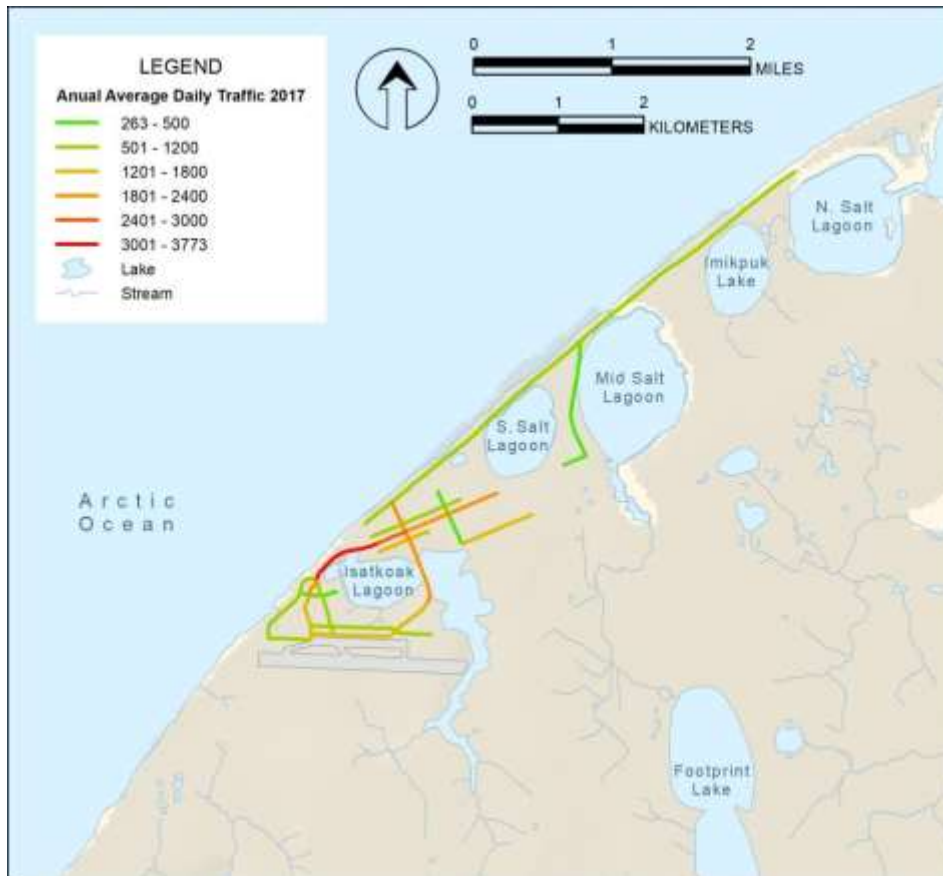 LEGEND
Anual Average Daily Traffic 2017
263 - 500
501 - 1200
1201 - 1800
1801 - 2400
2401 - 3000
3001 - 3773
Lake
Stream
0 1 2
MILES
0 1 2
KILOMETERS
N. Salt
Lagoon
Imikpuk
Lake
Mid Salt
Lagoon
S. Salt
Lagoon
Arctic
Ocean
Isatkoak
Lagoon
Footprint
Lake